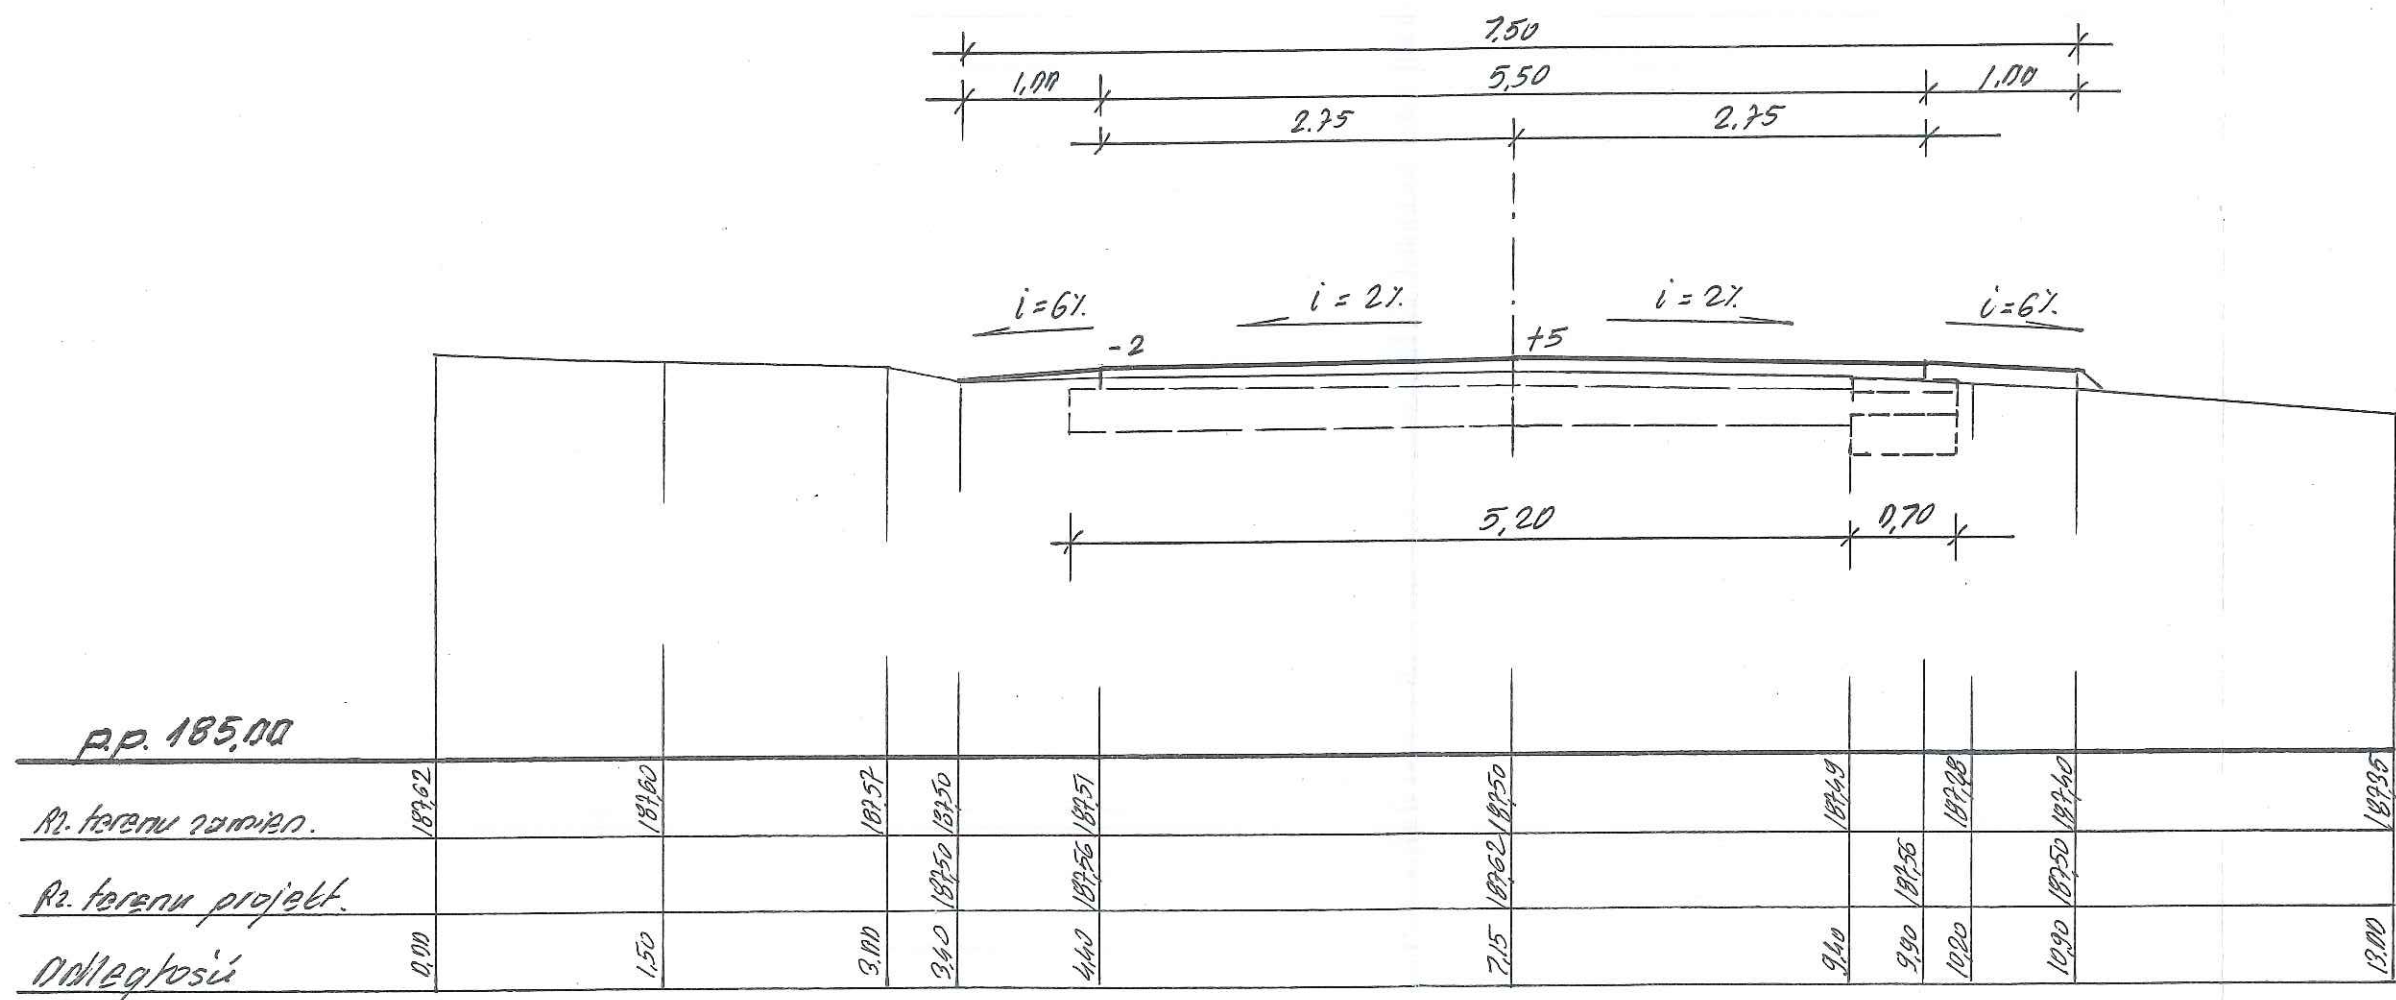 7,50
1,00 5,50 1,00
2.75 2.75
i=6% i=2% i=2% i=6%
-2 +5
5,20 0,70
p.p. 185,00
Rz. terenu zamien. 187,62 187,60 187,57 187,50 187,51 187,50 187,49 187,48 187,40 187,35
Rz. terenu projekt. 187,50 187,56 187,62 187,56 187,50
Odległość 0,00 1,50 3,00 3,40 4,40 7,15 9,40 9,90 10,20 10,90 13,00